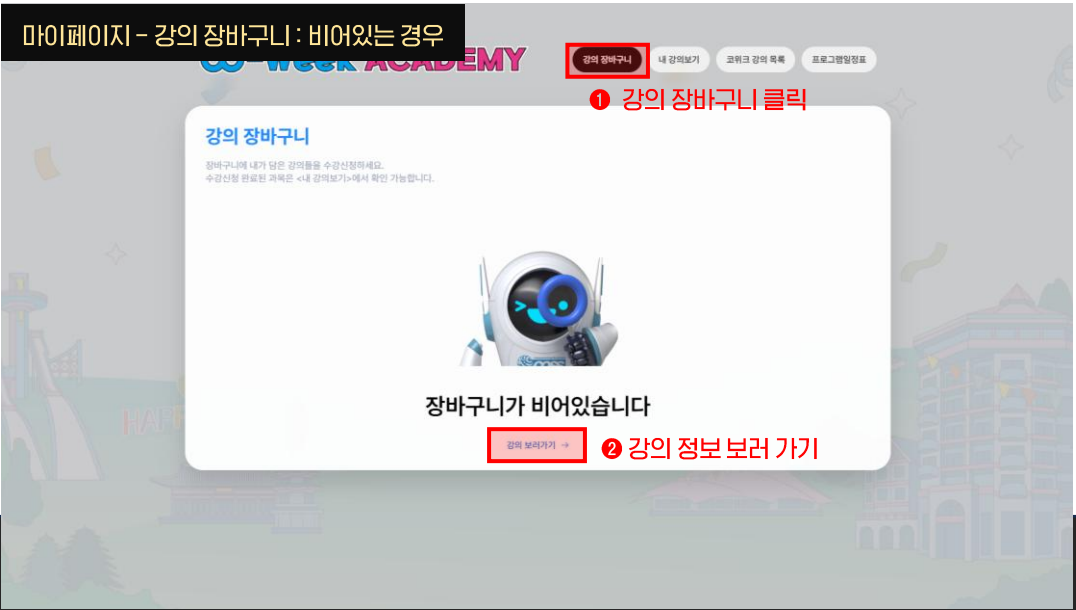 마이페이지 - 강의 장바구니 : 비어있는 경우
CO-Week ACADEMY
강의 장바구니
내 강의보기
코위크 강의 목록
프로그램일정표
❶ 강의 장바구니 클릭
강의 장바구니
장바구니에 내가 담은 강의들을 수강신청하세요.
수강신청 완료된 과목은 <내 강의보기>에서 확인 가능합니다.
장바구니가 비어있습니다
강의 보러가기 →
❷ 강의 정보 보러 가기